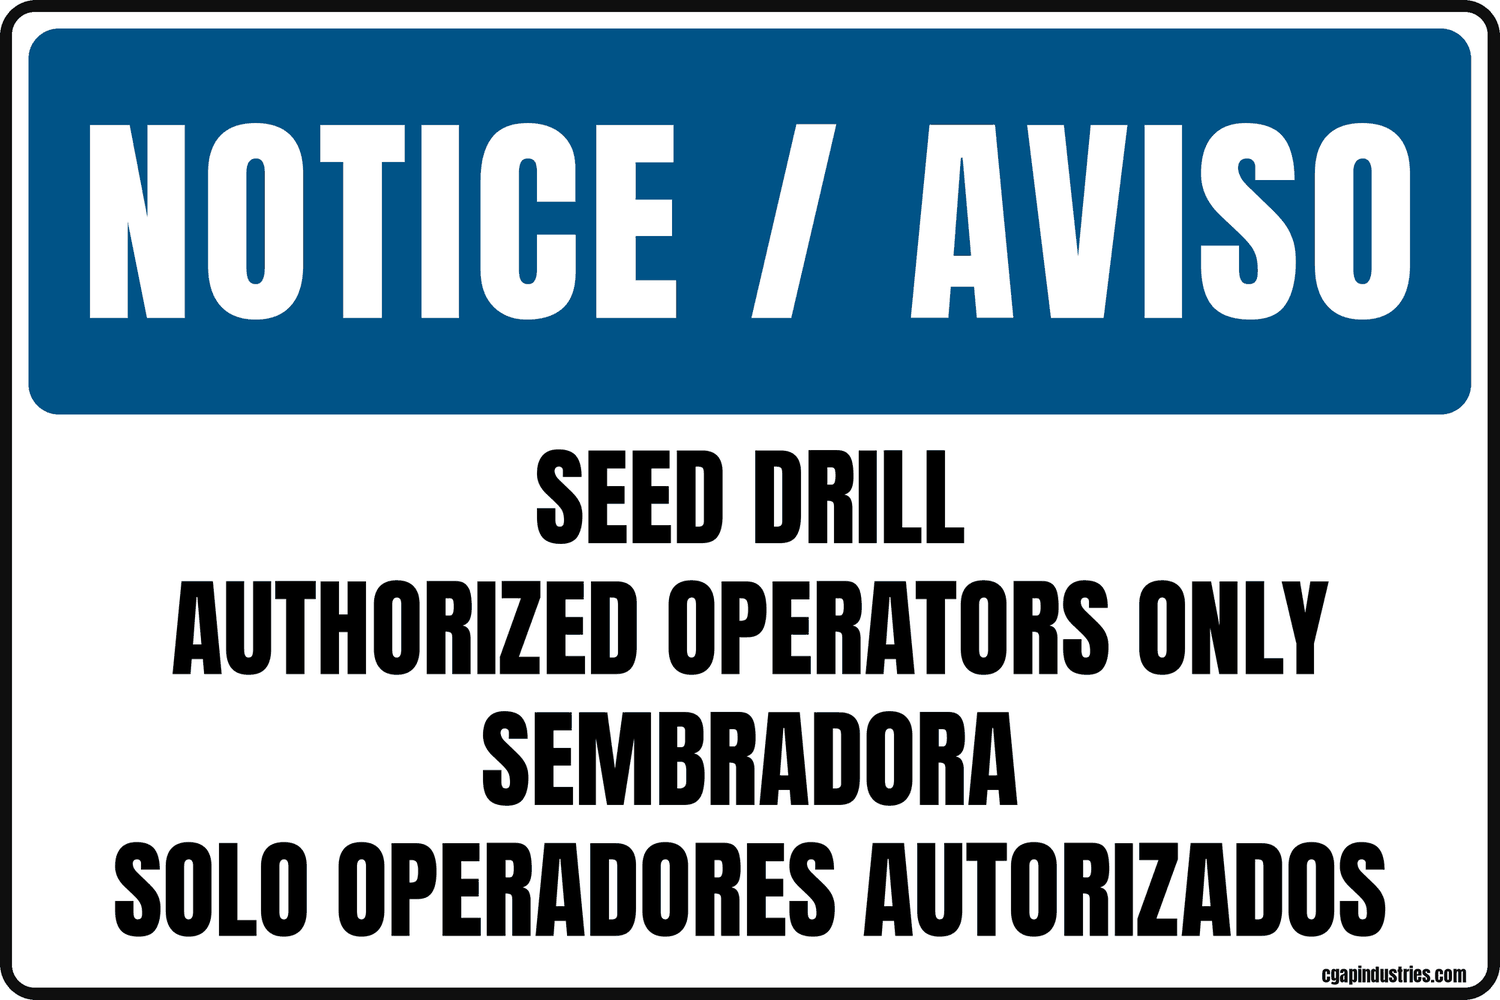 NOTICE / AVISO
SEED DRILL
AUTHORIZED OPERATORS ONLY
SEMBRADORA
SOLO OPERADORES AUTORIZADOS
cgapindustries.com